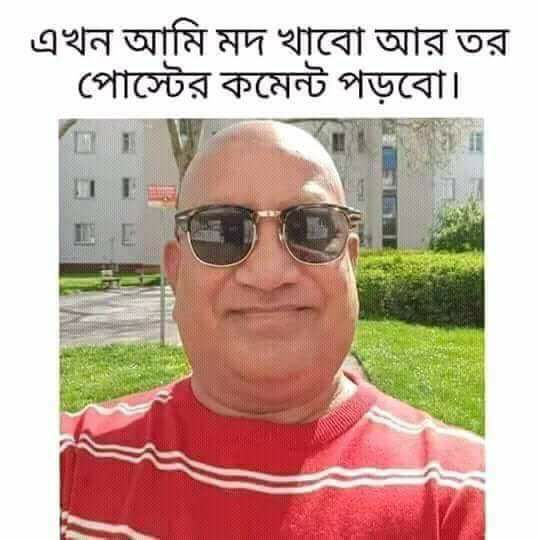 এখন আমি মদ খাবো আর তর
পোস্টের কমেন্ট পড়বো।